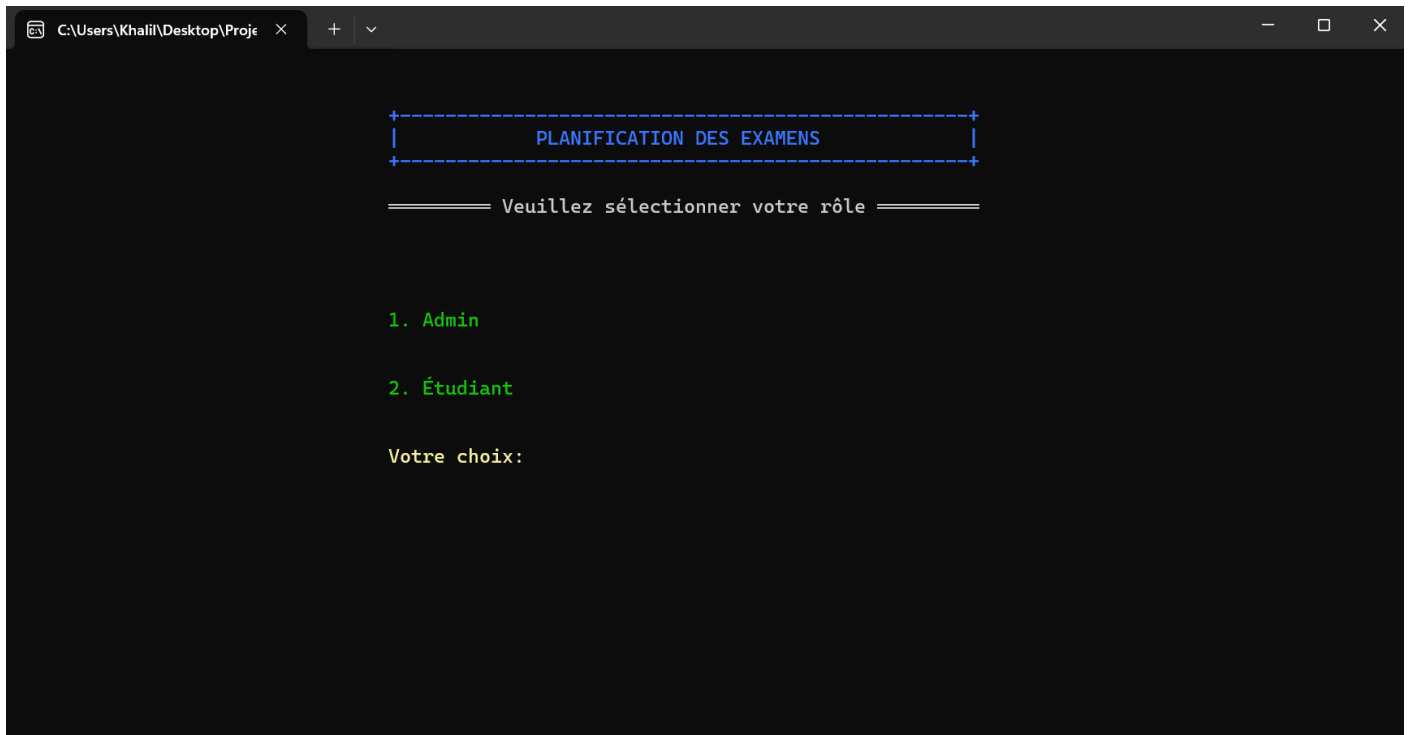 C:\Users\Khalil\Desktop\Proje
PLANIFICATION DES EXAMENS
Veuillez sélectionner votre rôle
1. Admin
2. Étudiant
Votre choix: